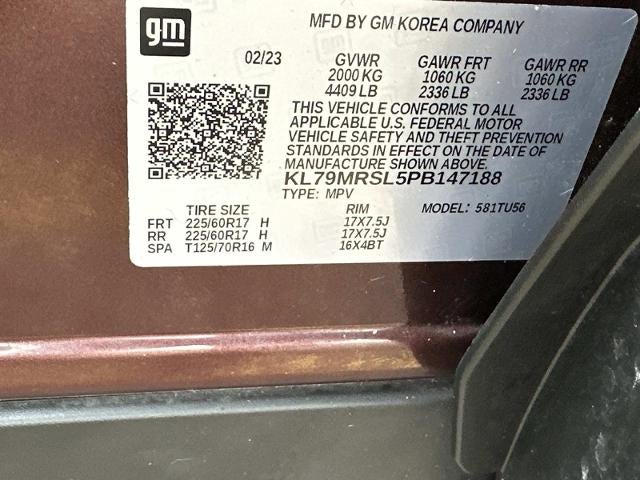 gm
MFD BY GM KOREA COMPANY
02/23 GVWR GAWR FRT GAWR RR
2000 KG 1060 KG 1060 KG
4409 LB 2336 LB 2336 LB
THIS VEHICLE CONFORMS TO ALL
APPLICABLE U.S. FEDERAL MOTOR
VEHICLE SAFETY AND THEFT PREVENTION
STANDARDS IN EFFECT ON THE DATE OF
MANUFACTURE SHOWN ABOVE.
KL79MRSL5PB147188
TYPE: MPV
TIRE SIZE RIM MODEL: 581TU56
FRT 225/60R17 H 17X7.5J
RR 225/60R17 H 17X7.5J
SPA T125/70R16 M 16X4BT